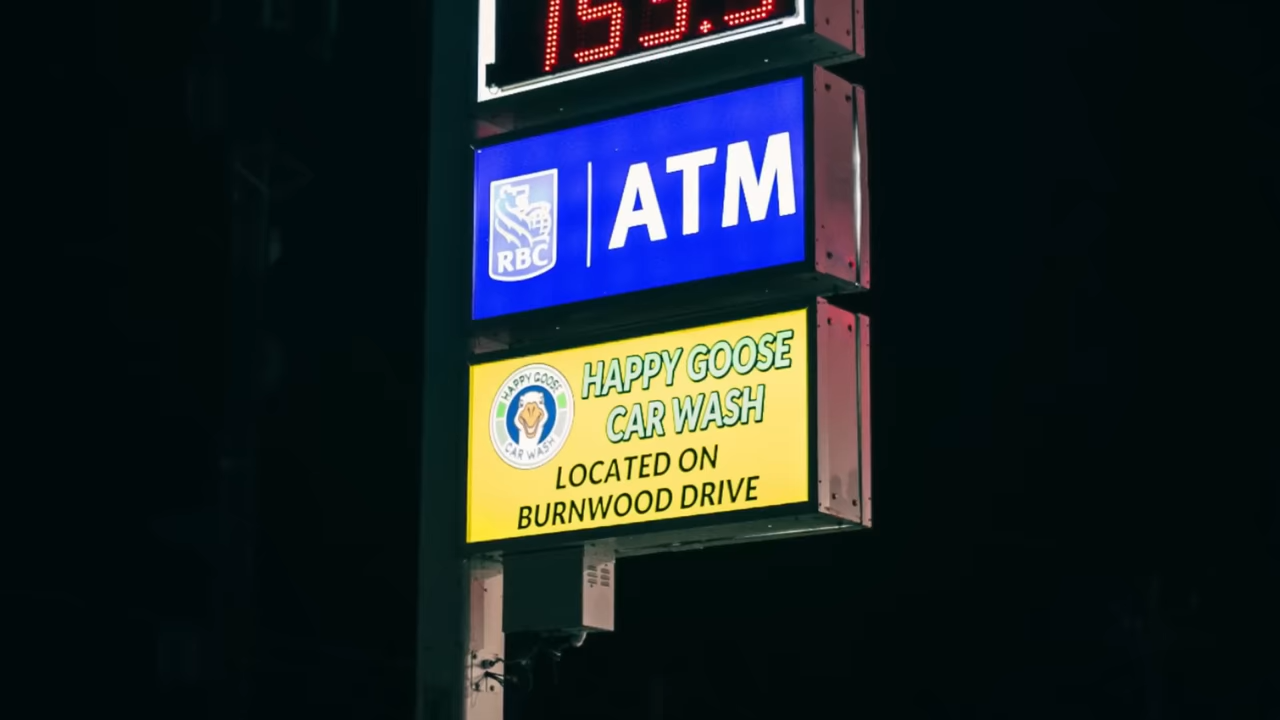 RBC
ATM
HAPPY GOOSE
CAR WASH
HAPPY GOOSE
CAR WASH
LOCATED ON
BURNWOOD DRIVE